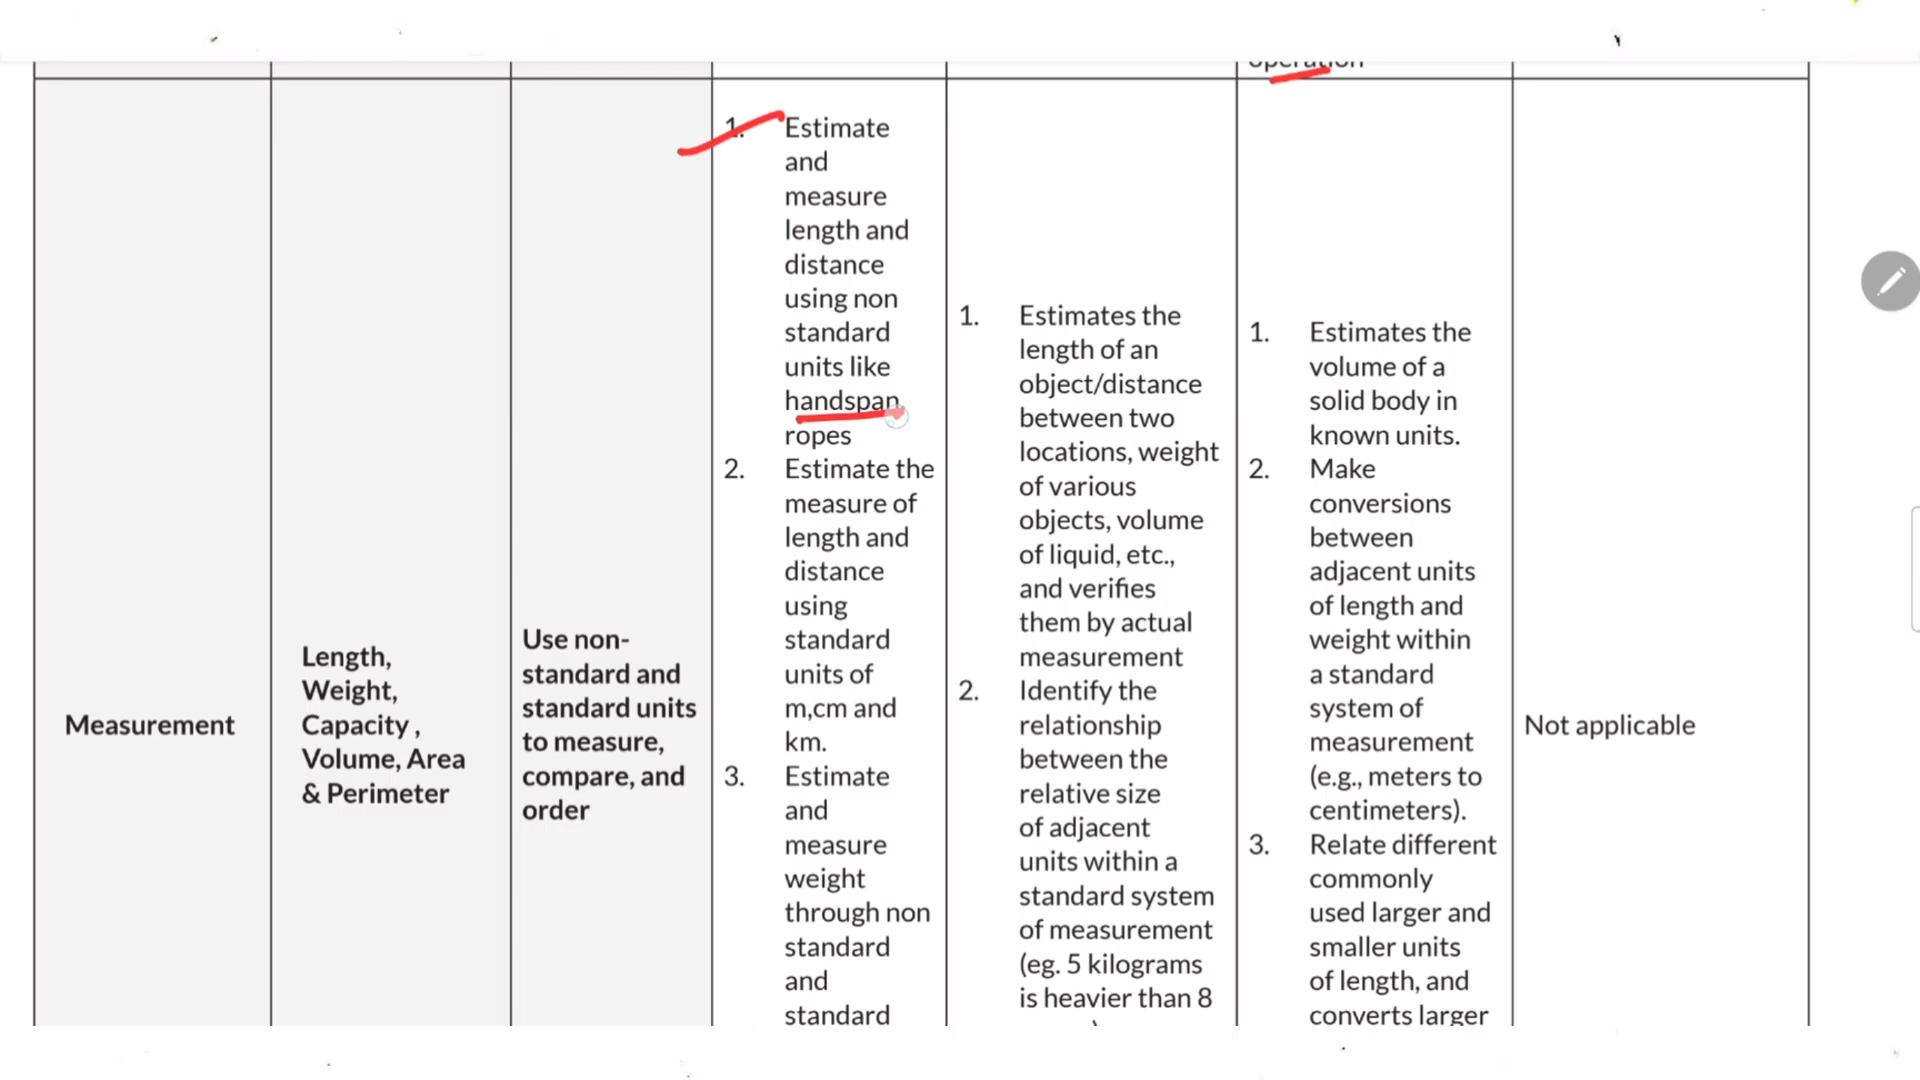 operation
Measurement
Length,
Weight,
Capacity ,
Volume, Area
& Perimeter
Use non-
standard and
standard units
to measure,
compare, and
order
1. Estimate
and
measure
length and
distance
using non
standard
units like
handspan,
ropes
2. Estimate the
measure of
length and
distance
using
standard
units of
m,cm and
km.
3. Estimate
and
measure
weight
through non
standard
and
standard
1. Estimates the
length of an
object/distance
between two
locations, weight
of various
objects, volume
of liquid, etc.,
and verifies
them by actual
measurement
2. Identify the
relationship
between the
relative size
of adjacent
units within a
standard system
of measurement
(eg. 5 kilograms
is heavier than 8
1. Estimates the
volume of a
solid body in
known units.
2. Make
conversions
between
adjacent units
of length and
weight within
a standard
system of
measurement
(e.g., meters to
centimeters).
3. Relate different
commonly
used larger and
smaller units
of length, and
converts larger
Not applicable